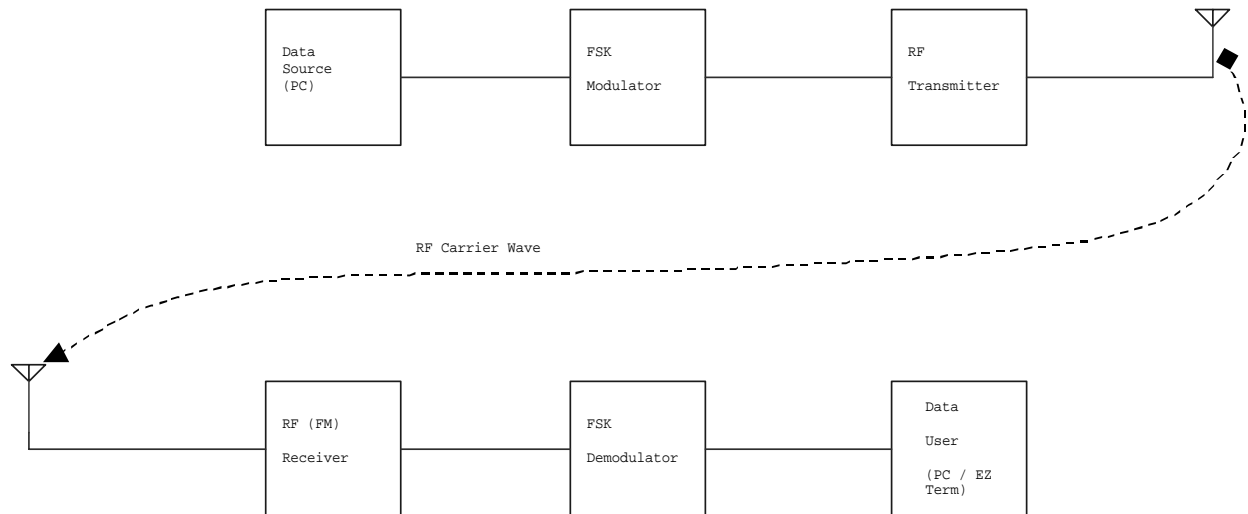 Data
Source
(PC)
FSK
Modulator
RF
Transmitter
RF Carrier Wave
RF (FM)
Receiver
FSK
Demodulator
Data
User
(PC / EZ
Term)